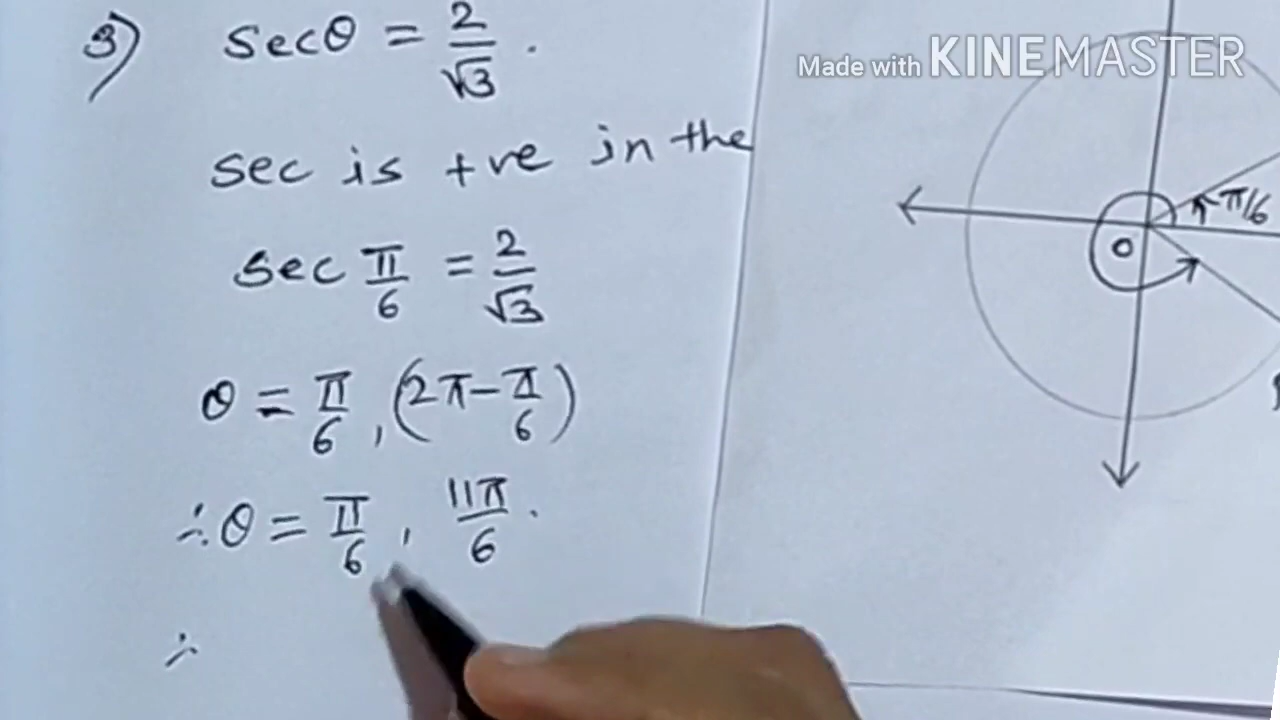 3) secθ = 2/√3 .
Made with KINEMASTER
sec is +ve in the
sec π/6 = 2/√3
π/6
O
θ = π/6 , (2π - π/6)
∴ θ = π/6 , 11π/6 .
∴